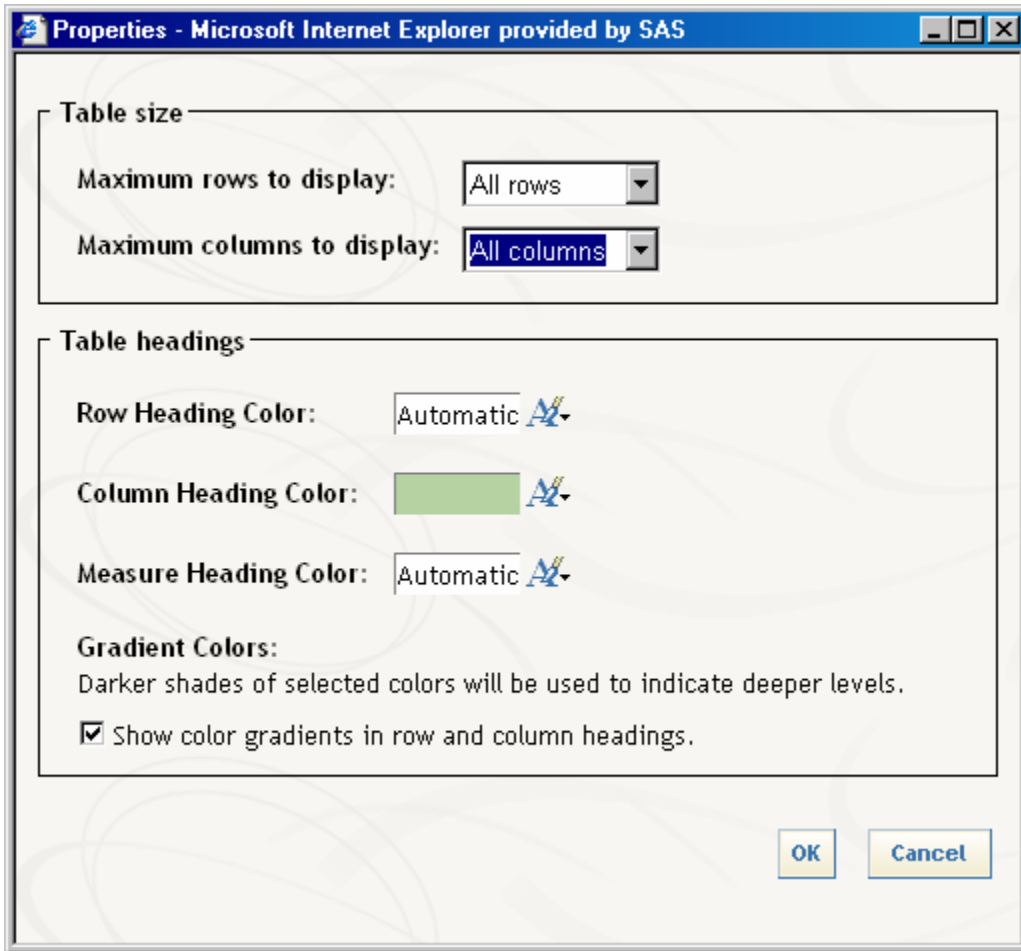 Properties - Microsoft Internet Explorer provided by SAS
Table size
Maximum rows to display: All rows
Maximum columns to display: All columns
Table headings
Row Heading Color: Automatic
Column Heading Color:
Measure Heading Color: Automatic
Gradient Colors:
Darker shades of selected colors will be used to indicate deeper levels.
Show color gradients in row and column headings.
OK Cancel